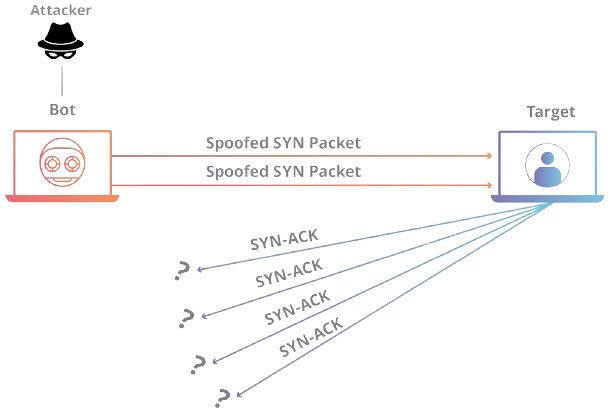 Attacker
Bot
Target
Spoofed SYN Packet
Spoofed SYN Packet
SYN-ACK
?
SYN-ACK
?
SYN-ACK
?
SYN-ACK
?